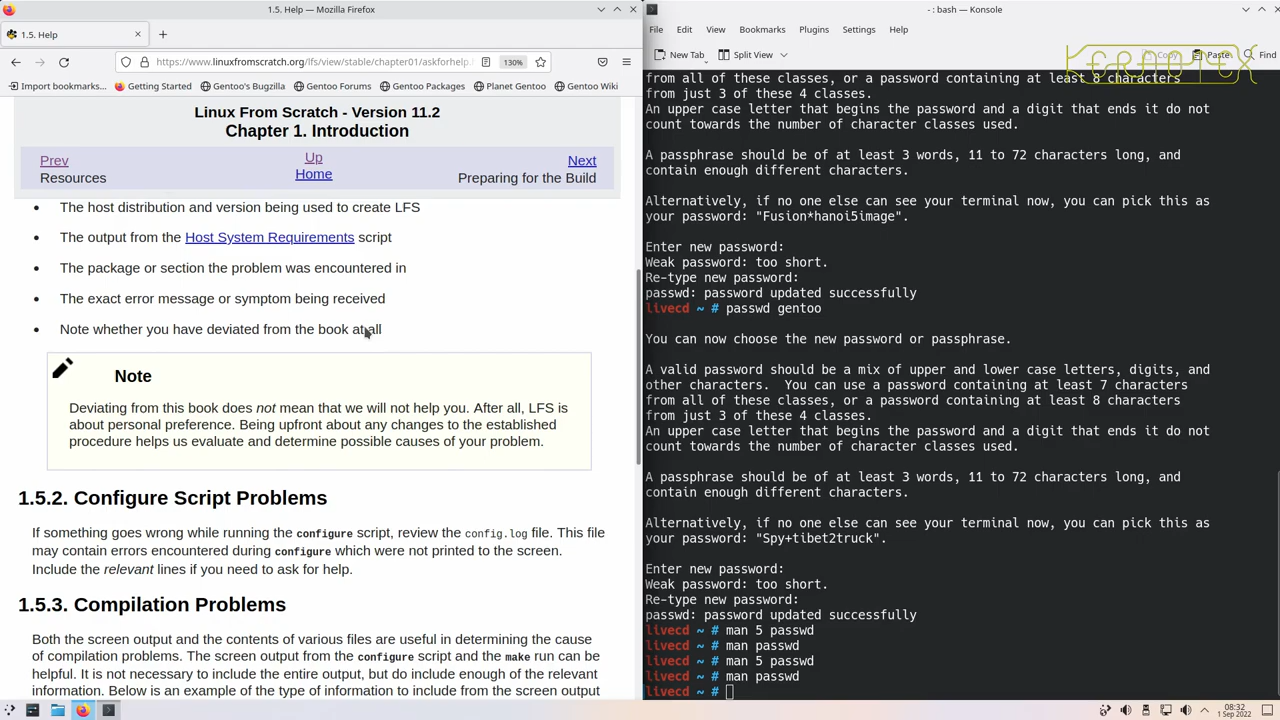 1.5. Help — Mozilla Firefox
1.5. Help
https://www.linuxfromscratch.org/lfs/view/stable/chapter01/askforh
130%
Import bookmarks...
Getting Started
Gentoo's Bugzilla
Gentoo Forums
Gentoo Packages
Planet Gentoo
Gentoo Wiki
Linux From Scratch - Version 11.2
Chapter 1. Introduction
Prev
Up
Next
Resources
Home
Preparing for the Build
• The host distribution and version being used to create LFS
• The output from the Host System Requirements script
• The package or section the problem was encountered in
• The exact error message or symptom being received
• Note whether you have deviated from the book at all
Note
Deviating from this book does not mean that we will not help you. After all, LFS is
about personal preference. Being upfront about any changes to the established
procedure helps us evaluate and determine possible causes of your problem.
1.5.2. Configure Script Problems
If something goes wrong while running the configure script, review the config.log file. This file
may contain errors encountered during configure which were not printed to the screen.
Include the relevant lines if you need to ask for help.
1.5.3. Compilation Problems
Both the screen output and the contents of various files are useful in determining the cause
of compilation problems. The screen output from the configure script and the make run can be
helpful. It is not necessary to include the entire output, but do include enough of the relevant
information. Below is an example of the type of information to include from the screen output
- : bash — Konsole
File Edit View Bookmarks Plugins Settings Help
New Tab Split View Copy Paste Find
KERNOTEX
from all of these classes, or a password containing at least 8 characters
from just 3 of these 4 classes.
An upper case letter that begins the password and a digit that ends it do not
count towards the number of character classes used.
A passphrase should be of at least 3 words, 11 to 72 characters long, and
contain enough different characters.
Alternatively, if no one else can see your terminal now, you can pick this as
your password: "Fusion*hanoi5image".
Enter new password:
Weak password: too short.
Re-type new password:
passwd: password updated successfully
livecd ~ # passwd gentoo
You can now choose the new password or passphrase.
A valid password should be a mix of upper and lower case letters, digits, and
other characters.  You can use a password containing at least 7 characters
from all of these classes, or a password containing at least 8 characters
from just 3 of these 4 classes.
An upper case letter that begins the password and a digit that ends it do not
count towards the number of character classes used.
A passphrase should be of at least 3 words, 11 to 72 characters long, and
contain enough different characters.
Alternatively, if no one else can see your terminal now, you can pick this as
your password: "Spy+tibet2truck".
Enter new password:
Weak password: too short.
Re-type new password:
passwd: password updated successfully
livecd ~ # man 5 passwd
livecd ~ # man passwd
livecd ~ # man 5 passwd
livecd ~ # man passwd
livecd ~ #
08:32
1 Sep 2022